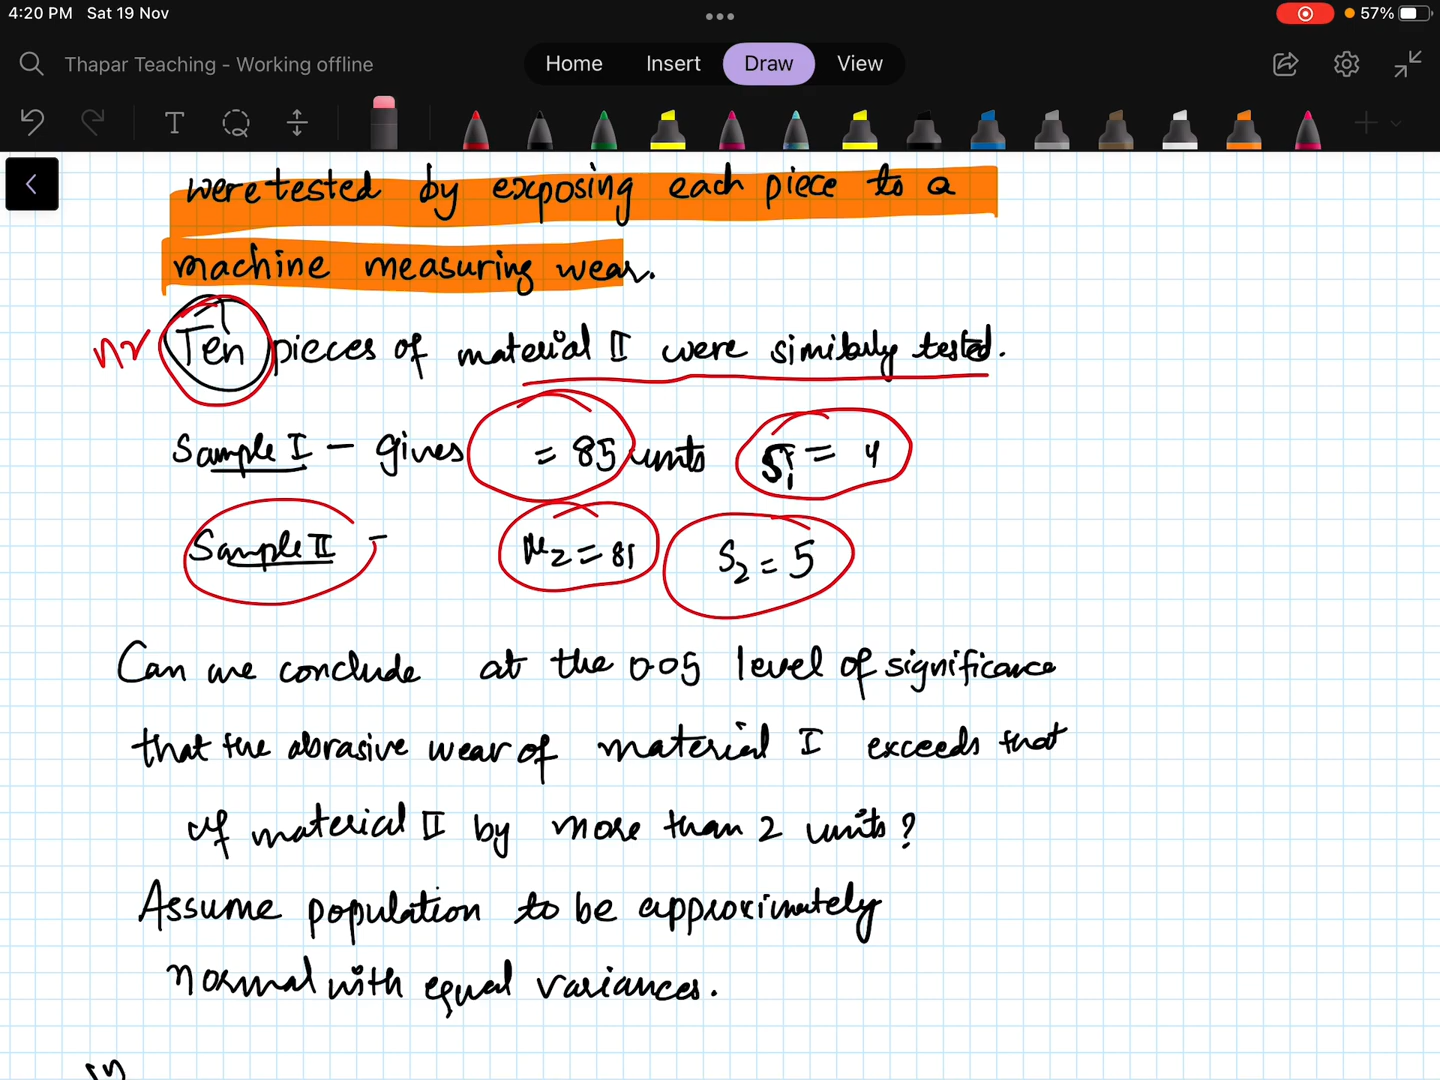 4:20 PM Sat 19 Nov
57%
Thapar Teaching - Working offline
Home Insert Draw View
T
were tested by exposing each piece to a
machine measuring wear.
n2 Ten pieces of material II were similarly tested.
Sample I - gives = 85 units S1 = 4
Sample II - M2 = 81 S2 = 5
Can we conclude at the 0.05 level of significance
that the abrasive wear of material I exceeds that
of material II by more than 2 units?
Assume population to be approximately
normal with equal variances.